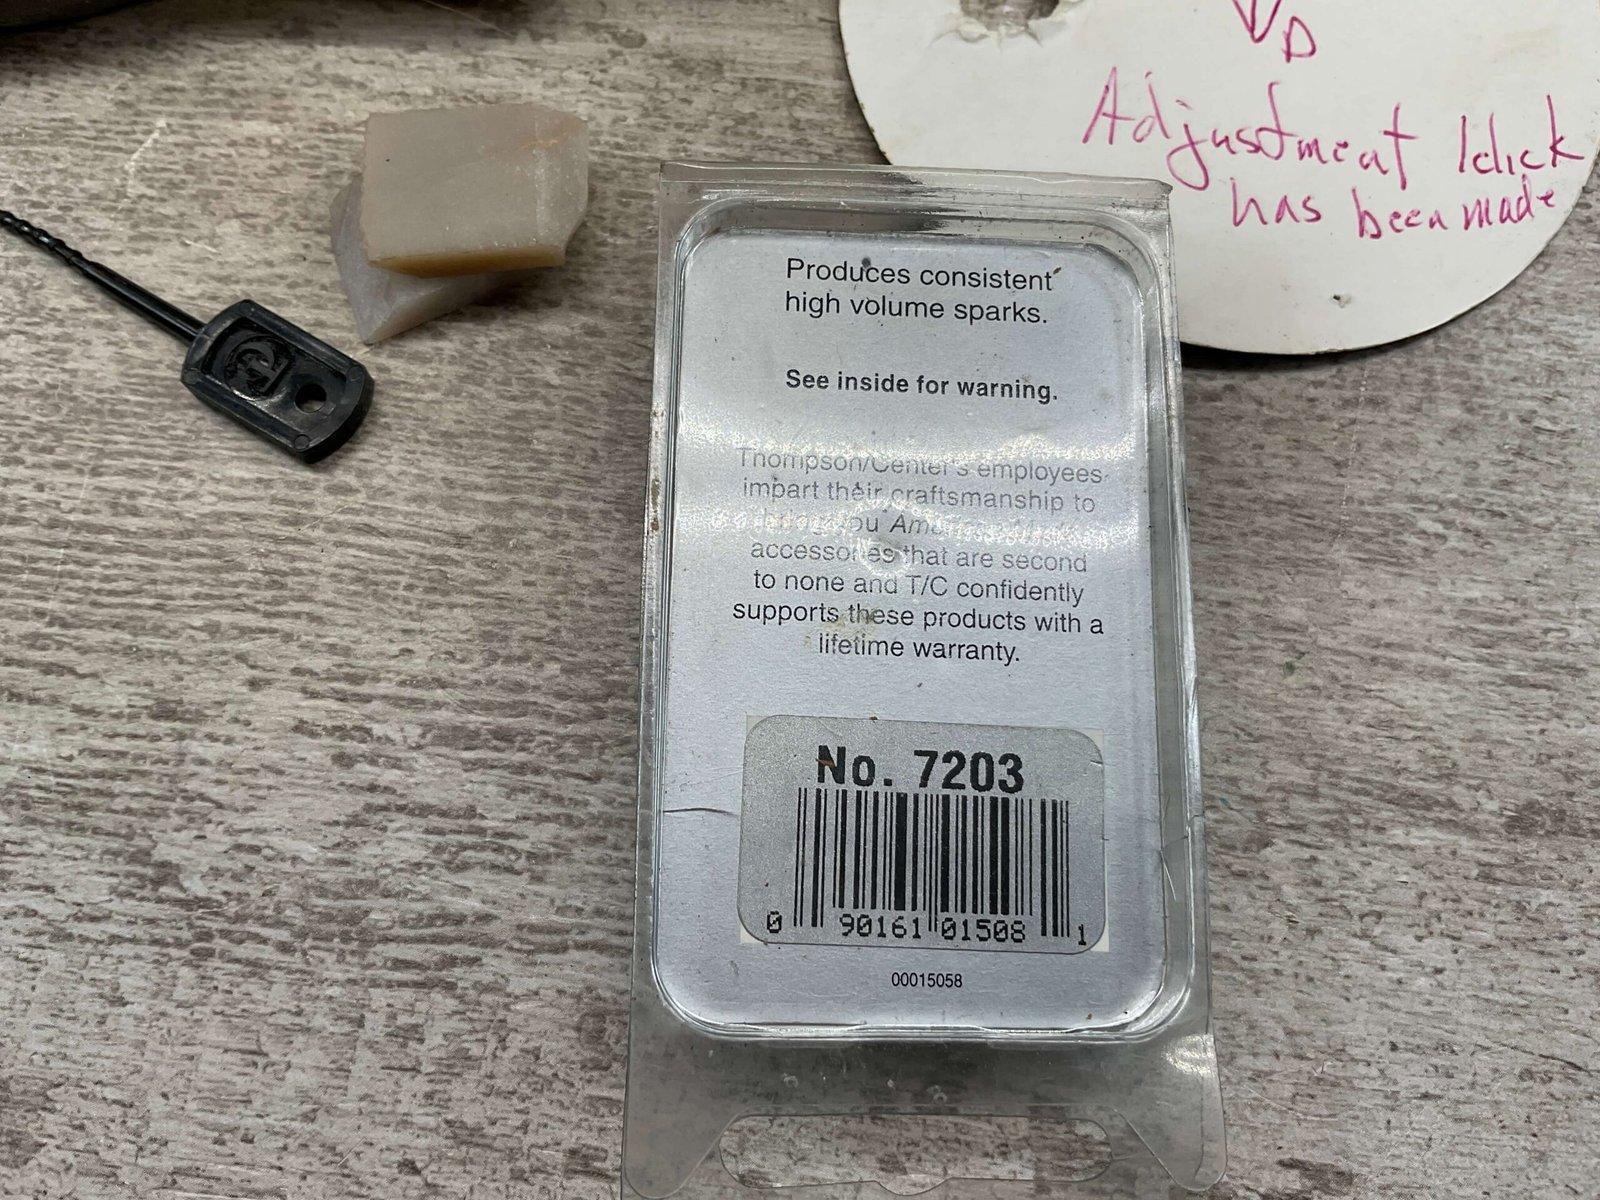 D
Adjustment 1click
has been made
Produces consistent
high volume sparks.
See inside for warning.
Thompson/Center's employees
impart their craftsmanship to
you
accessories that are second
to none and T/C confidently
supports these products with a
lifetime warranty.
No. 7203
0 90161 01508 1
00015058